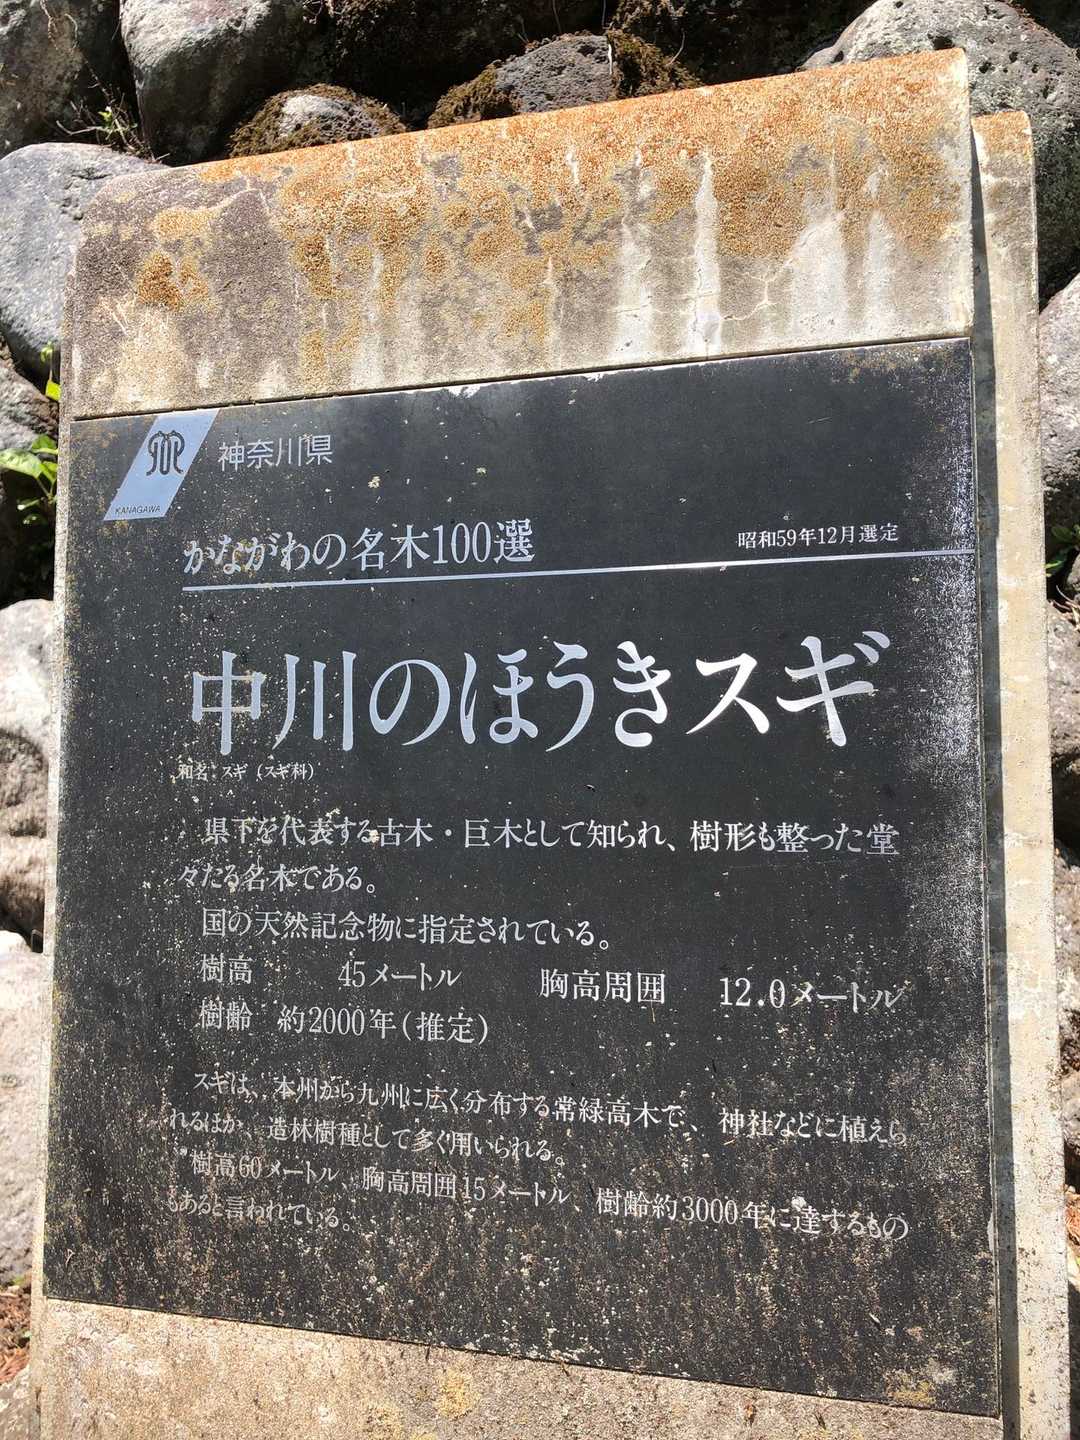 神奈川県
KANAGAWA
かながわの名木100選
昭和59年12月選定
中川のほうきスギ
和名 スギ（スギ科）
県下を代表する古木・巨木として知られ、樹形も整った堂
々たる名木である。
国の天然記念物に指定されている。
樹高 45メートル 胸高周囲 12.0メートル
樹齢 約2000年(推定)
スギは、本州から九州に広く分布する常緑高木で、神社などに植えら
れるほか、造林樹種として多く用いられる。
樹高60メートル、胸高周囲15メートル、樹齢約3000年に達するもの
もあると言われている。